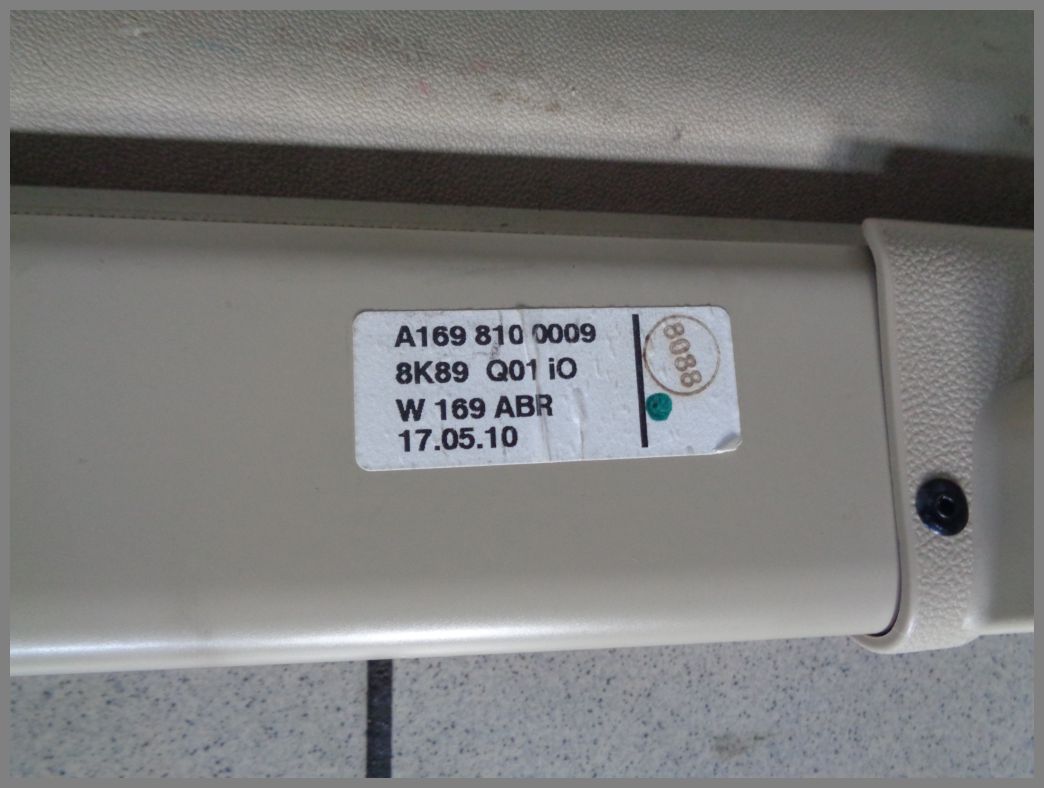 A169 810 0009
8K89 Q01 iO
W 169 ABR
17.05.10
8088